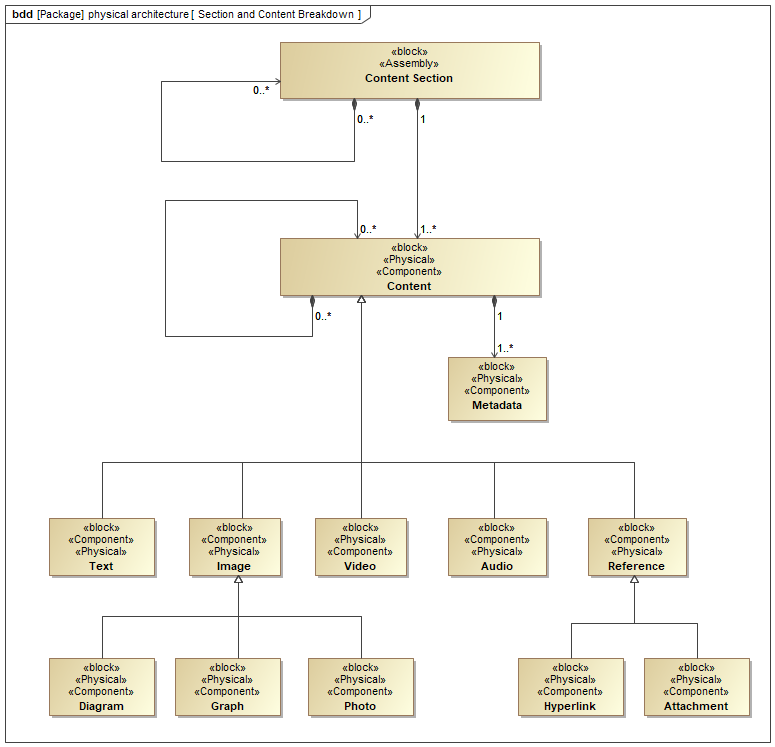 bdd [Package] physical architecture [ Section and Content Breakdown ]
«block»
«Assembly»
Content Section
0..*
0..*
1
0..*
1..*
«block»
«Physical»
«Component»
Content
0..*
1
1..*
«block»
«Physical»
«Component»
Metadata
«block»
«Component»
«Physical»
Text
«block»
«Component»
«Physical»
Image
«block»
«Physical»
«Component»
Video
«block»
«Component»
«Physical»
Audio
«block»
«Component»
«Physical»
Reference
«block»
«Physical»
«Component»
Diagram
«block»
«Physical»
«Component»
Graph
«block»
«Physical»
«Component»
Photo
«block»
«Physical»
«Component»
Hyperlink
«block»
«Physical»
«Component»
Attachment